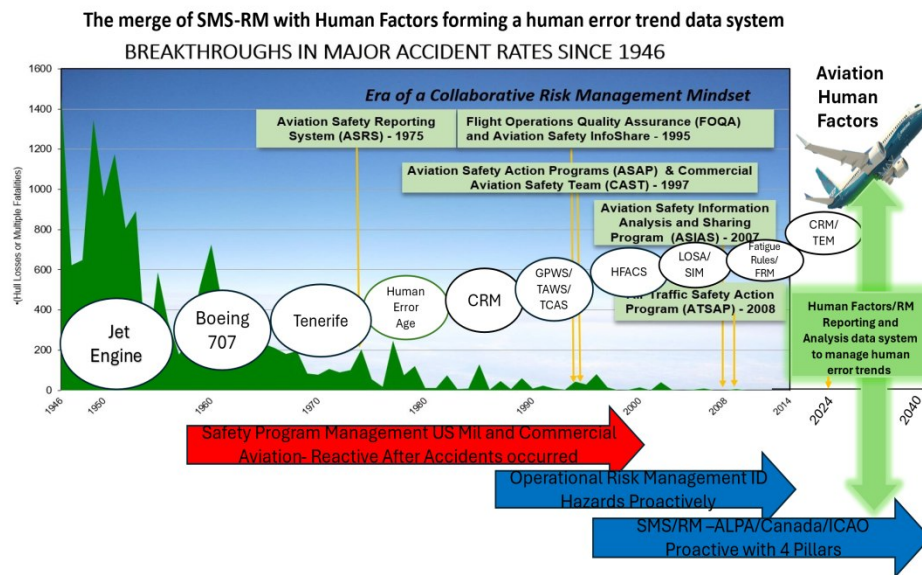 The merge of SMS-RM with Human Factors forming a human error trend data system
BREAKTHROUGHS IN MAJOR ACCIDENT RATES SINCE 1946
Era of a Collaborative Risk Management Mindset
Aviation
Human
Factors
Aviation Safety Reporting
System (ASRS) - 1975
Flight Operations Quality Assurance (FOQA)
and Aviation Safety InfoShare - 1995
Aviation Safety Action Programs (ASAP) & Commercial
Aviation Safety Team (CAST) - 1997
Aviation Safety Information
Analysis and Sharing
Program (ASIAS) - 2007
Traffic Safety Action
Program (ATSAP) - 2008
*(Hull Losses or Multiple Fatalities)
1600
1400
1200
1000
800
600
400
200
0
Jet
Engine
Boeing
707
Tenerife
Human
Error
Age
CRM
GPWS/
TAWS/
TCAS
HFACS
LOSA/
SIM
Fatigue
Rules/
FRM
CRM/
TEM
Human Factors/RM
Reporting and
Analysis data system
to manage human
error trends
1946
1950
1960
1970
1980
1990
2000
2008
2014
2024
2040
Safety Program Management US Mil and Commercial
Aviation- Reactive After Accidents occurred
Operational Risk Management ID
Hazards Proactively
SMS/RM –ALPA/Canada/ICAO
Proactive with 4 Pillars